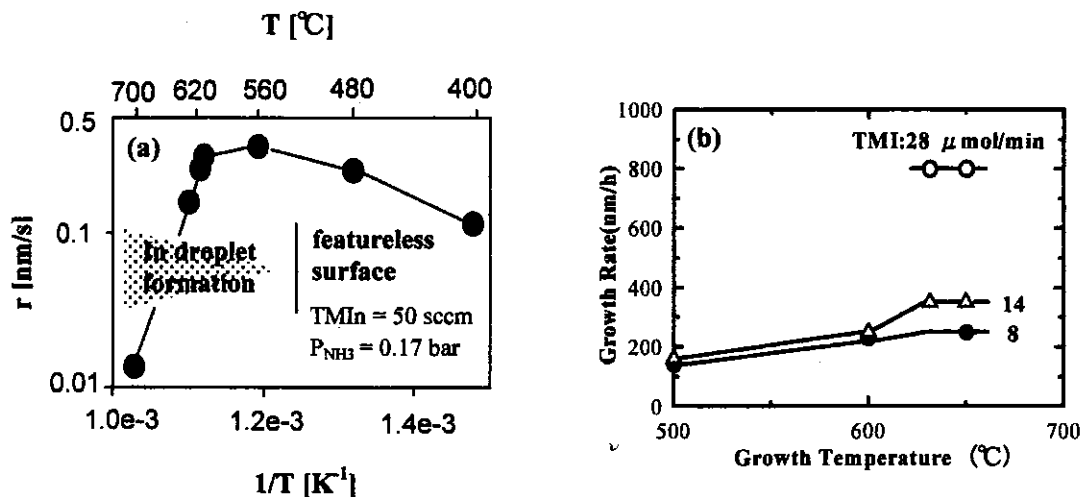 T [℃]
700 620 560 480 400
0.5
(a)
0.1
r [nm/s]
In droplet
formation
featureless
surface
TMIn = 50 sccm
P_NH3 = 0.17 bar
0.01
1.0e-3 1.2e-3 1.4e-3
1/T [K⁻¹]
1000
(b)
TMI:28 μ mol/min
800
600
Growth Rate(nm/h)
400
14
200
8
0
500 600 700
Growth Temperature (℃)